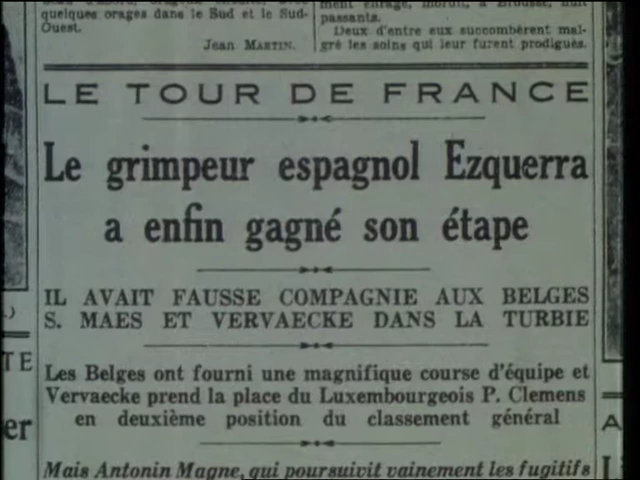 quelques orages dans le Sud et le Sud-
Ouest.
Jean MARTIN.
passants.
Deux d'entre eux succombèrent mal-
gré les soins qui leur furent prodigués.
LE TOUR DE FRANCE
Le grimpeur espagnol Ezquerra
a enfin gagné son étape
IL AVAIT FAUSSE COMPAGNIE AUX BELGES
S. MAES ET VERVAECKE DANS LA TURBIE
Les Belges ont fourni une magnifique course d'équipe et
Vervaecke prend la place du Luxembourgeois P. Clemens
en deuxième position du classement général
Mais Antonin Magne, qui poursuivit vainement les fugitifs
TE
er